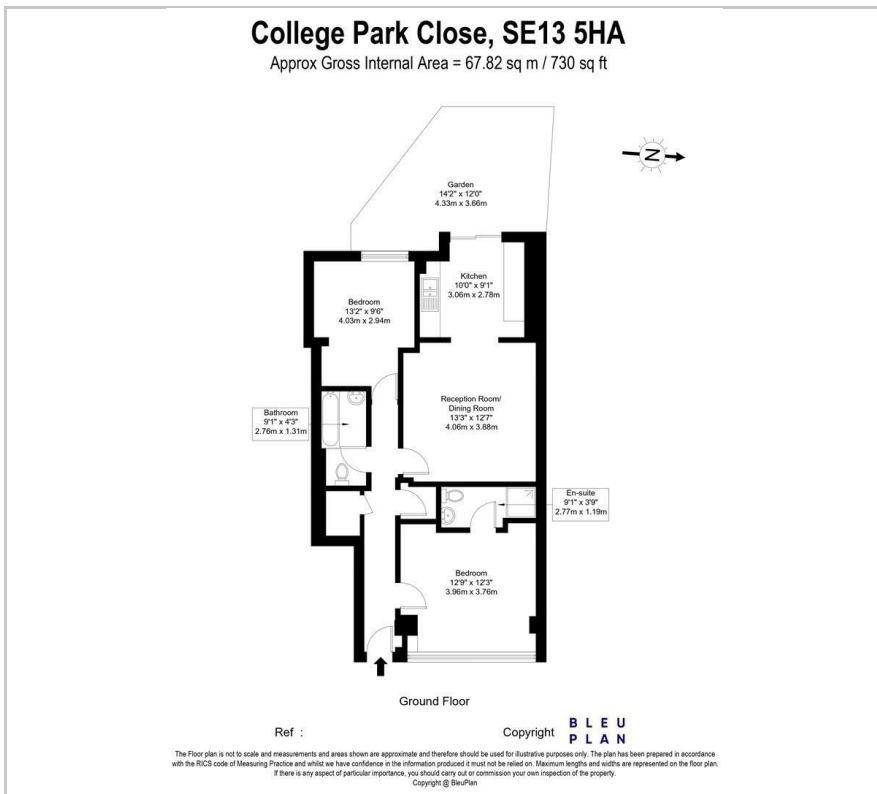 College Park Close, SE13 5HA
Approx Gross Internal Area = 67.82 sq m / 730 sq ft
N
Garden
14'2" x 12'0"
4.33m x 3.66m
Kitchen
10'0" x 9'1"
3.06m x 2.78m
Bedroom
13'2" x 9'6"
4.03m x 2.94m
Reception Room/
Dining Room
13'3" x 12'7"
4.06m x 3.88m
Bathroom
9'1" x 4'3"
2.76m x 1.31m
En-suite
9'1" x 3'9"
2.77m x 1.19m
Bedroom
12'9" x 12'3"
3.96m x 3.76m
Ground Floor
Ref :
Copyright BLEU
PLAN
The Floor plan is not to scale and measurements and areas shown are approximate and therefore should be used for illustrative purposes only. The plan has been prepared in accordance
with the RICS code of Measuring Practice and whilst we have confidence in the information produced it must not be relied on. Maximum lengths and widths are represented on the floor plan.
If there is any aspect of particular importance, you should carry out or commission your own inspection of the property.
Copyright @ BleuPlan